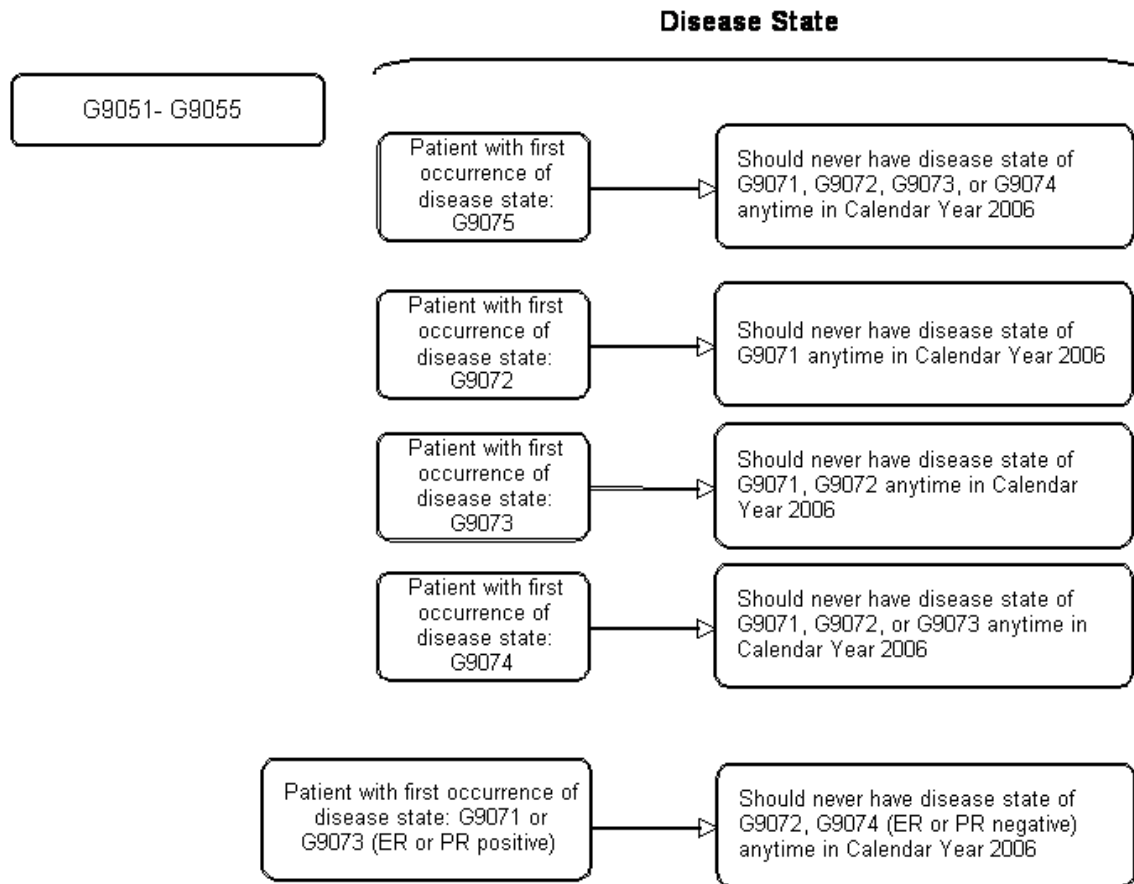 Disease State
G9051- G9055
Patient with first
occurrence of
disease state:
G9075
Should never have disease state of
G9071, G9072, G9073, or G9074
anytime in Calendar Year 2006
Patient with first
occurrence of
disease state:
G9072
Should never have disease state of
G9071 anytime in Calendar Year 2006
Patient with first
occurrence of
disease state:
G9073
Should never have disease state of
G9071, G9072 anytime in Calendar
Year 2006
Patient with first
occurrence of
disease state:
G9074
Should never have disease state of
G9071, G9072, or G9073 anytime in
Calendar Year 2006
Patient with first occurrence of
disease state: G9071 or
G9073 (ER or PR positive)
Should never have disease state of
G9072, G9074 (ER or PR negative)
anytime in Calendar Year 2006